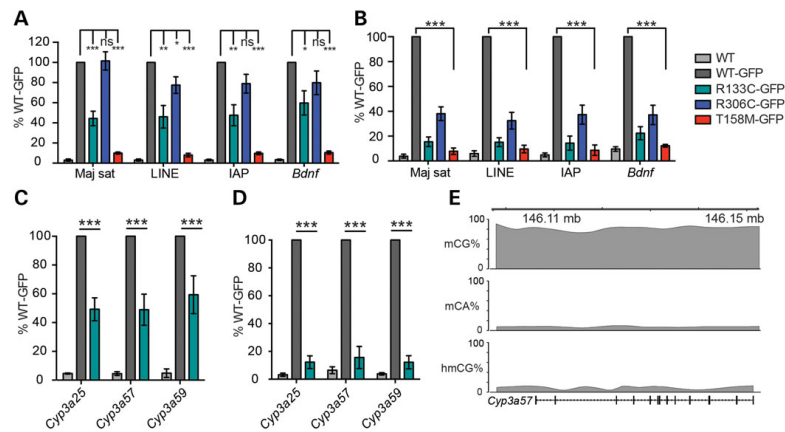 A
ns ns ns ns
*** *** ** * *** ** *** * ***
% WT-GFP
120
100
80
60
40
20
0
Maj sat LINE IAP Bdnf
B
*** *** *** ***
% WT-GFP
100
80
60
40
20
0
Maj sat LINE IAP Bdnf
WT
WT-GFP
R133C-GFP
R306C-GFP
T158M-GFP
C
*** *** ***
% WT-GFP
100
80
60
40
20
0
Cyp3a25 Cyp3a57 Cyp3a59
D
*** *** ***
% WT-GFP
100
80
60
40
20
0
Cyp3a25 Cyp3a57 Cyp3a59
E
146.11 mb 146.15 mb
100
mCG%
0
100
mCA%
0
100
hmCG%
0
Cyp3a57